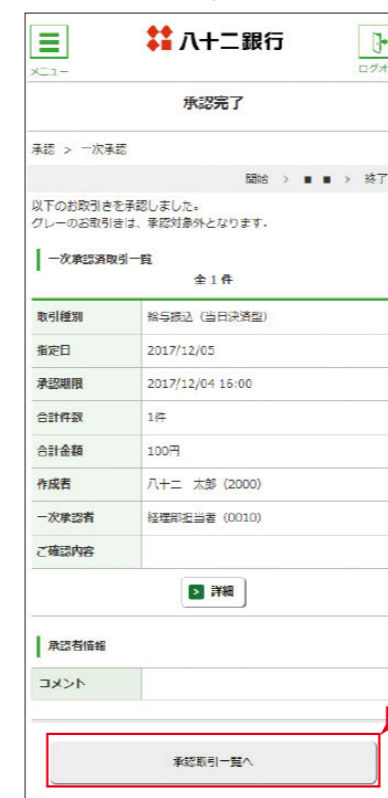 八十二銀行
メニュー
ログオ
承認完了
承認 > 一次承認
開始 > ■ ■ > 終了
以下のお取引きを承認しました。
グレーのお取引きは、承認対象外となります。
一次承認済取引一覧
全1件
取引種別 給与振込（当日決済型）
指定日 2017/12/05
承認期限 2017/12/04 16:00
合計件数 1件
合計金額 100円
作成者 八十二 太郎（2000）
一次承認者 経理部担当者（0010）
ご確認内容
詳細
承認者情報
コメント
承認取引一覧へ